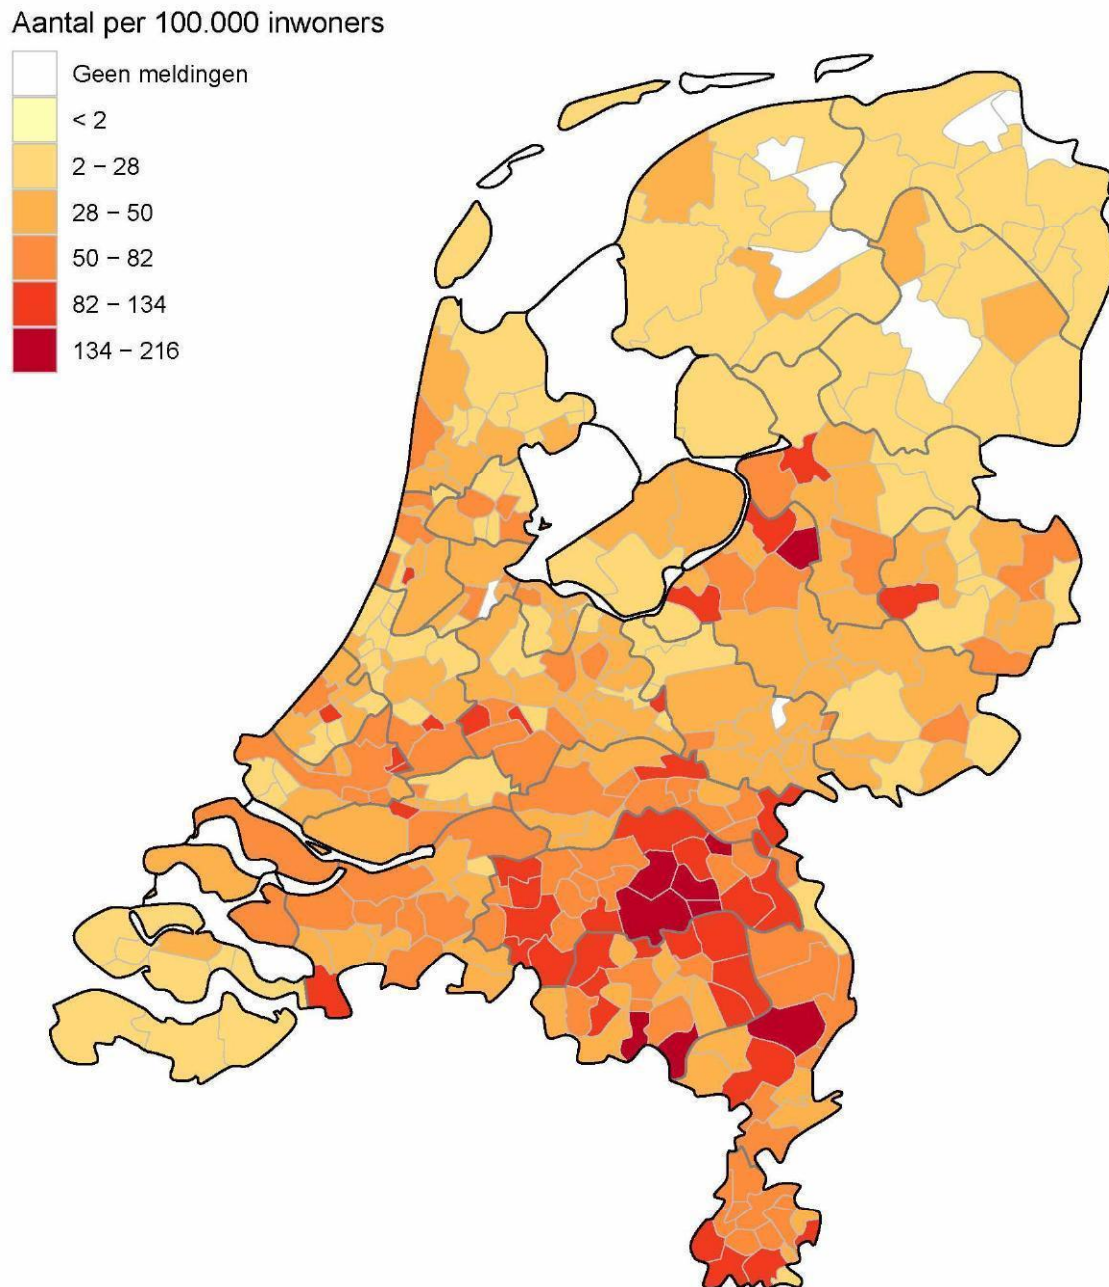 Aantal per 100.000 inwoners
Geen meldingen
< 2
2 − 28
28 − 50
50 − 82
82 − 134
134 − 216